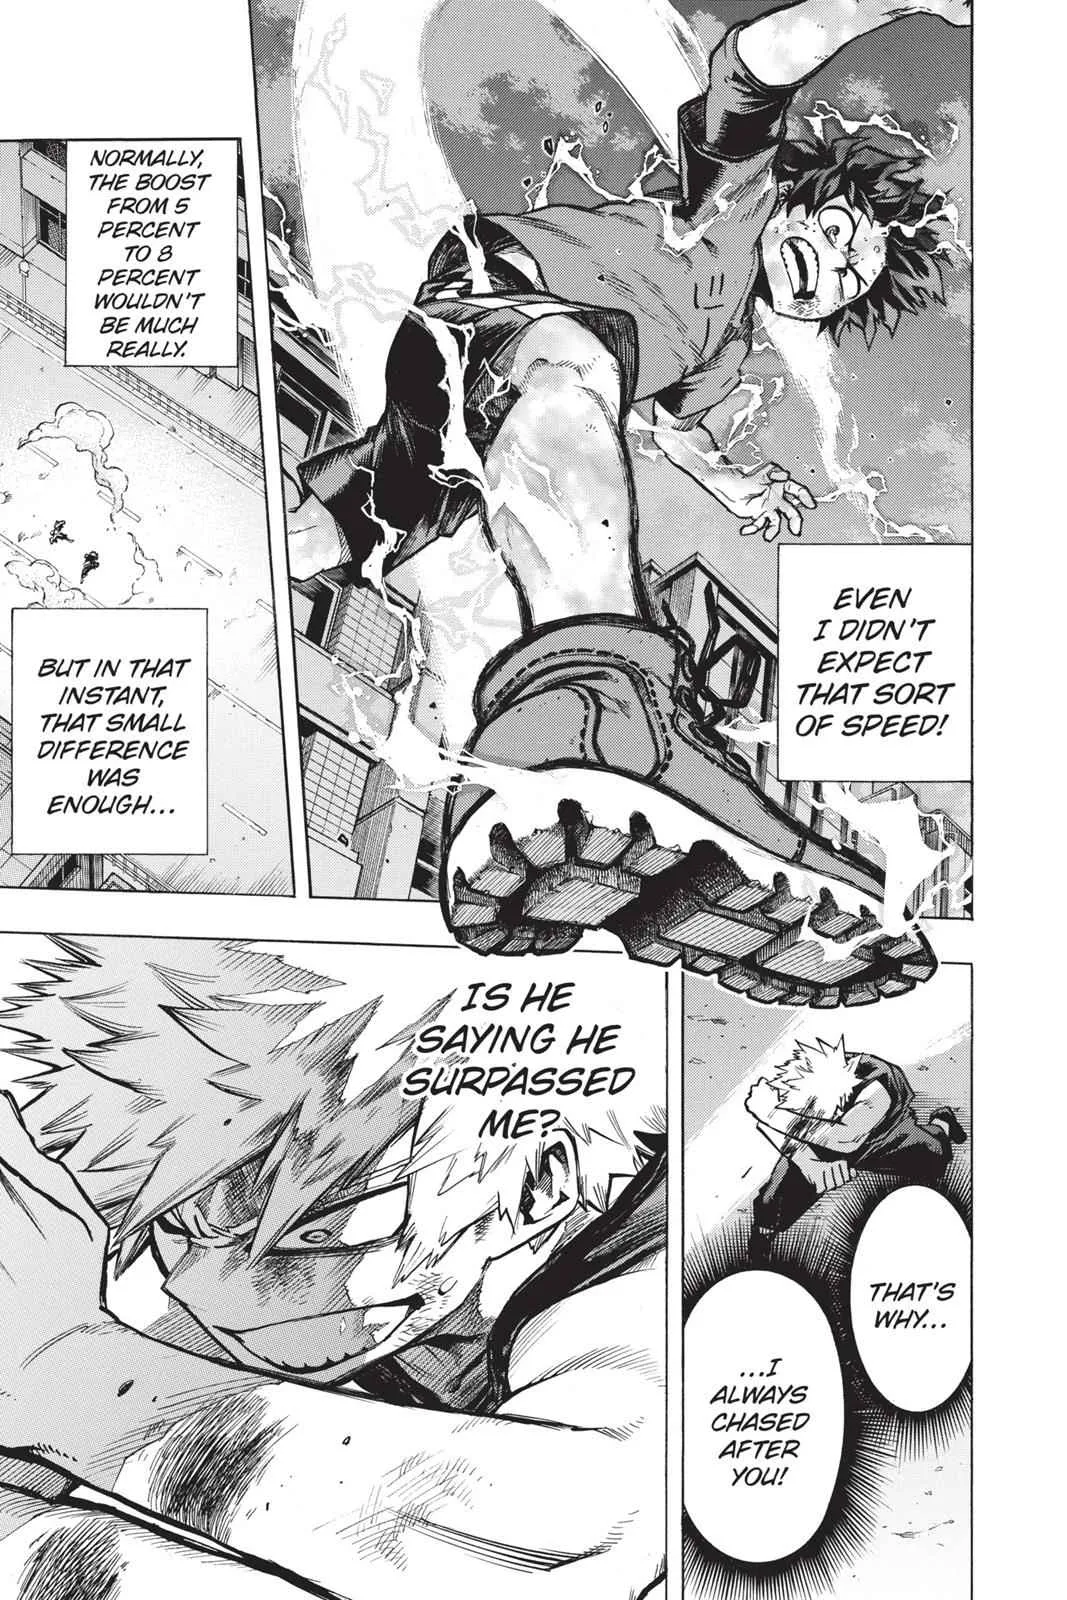 EVEN
I DIDN'T
EXPECT
THAT SORT
OF SPEED!
NORMALLY,
THE BOOST
FROM 5
PERCENT
TO 8
PERCENT
WOULDN'T
BE MUCH
REALLY.
BUT IN THAT
INSTANT,
THAT SMALL
DIFFERENCE
WAS
ENOUGH...
THAT'S
WHY...
...I
ALWAYS
CHASED
AFTER
YOU!
IS HE
SAYING HE
SURPASSED
ME?